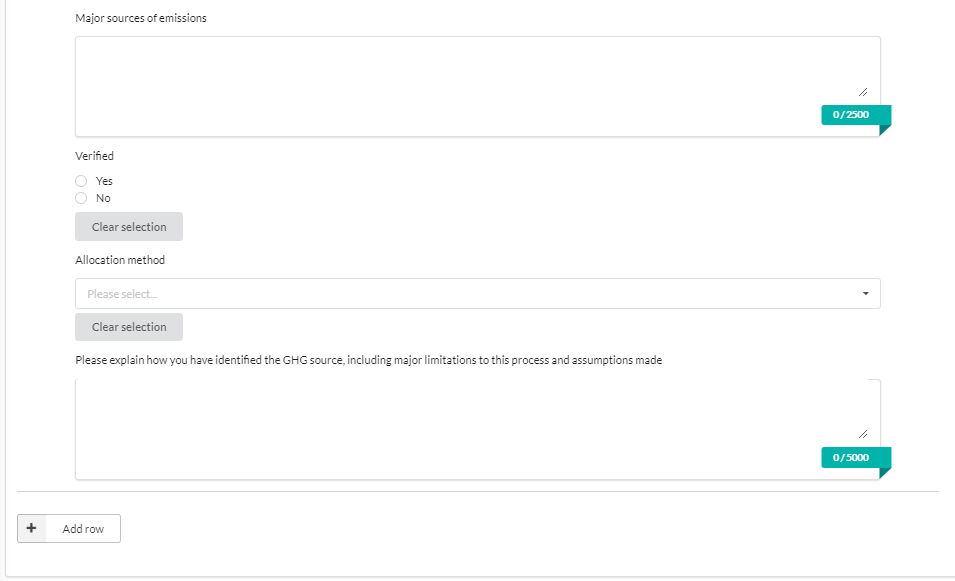 Major sources of emissions
0/2500
Verified
Yes
No
Clear selection
Allocation method
Please select...
Clear selection
Please explain how you have identified the GHG source, including major limitations to this process and assumptions made
0/5000
+ Add row